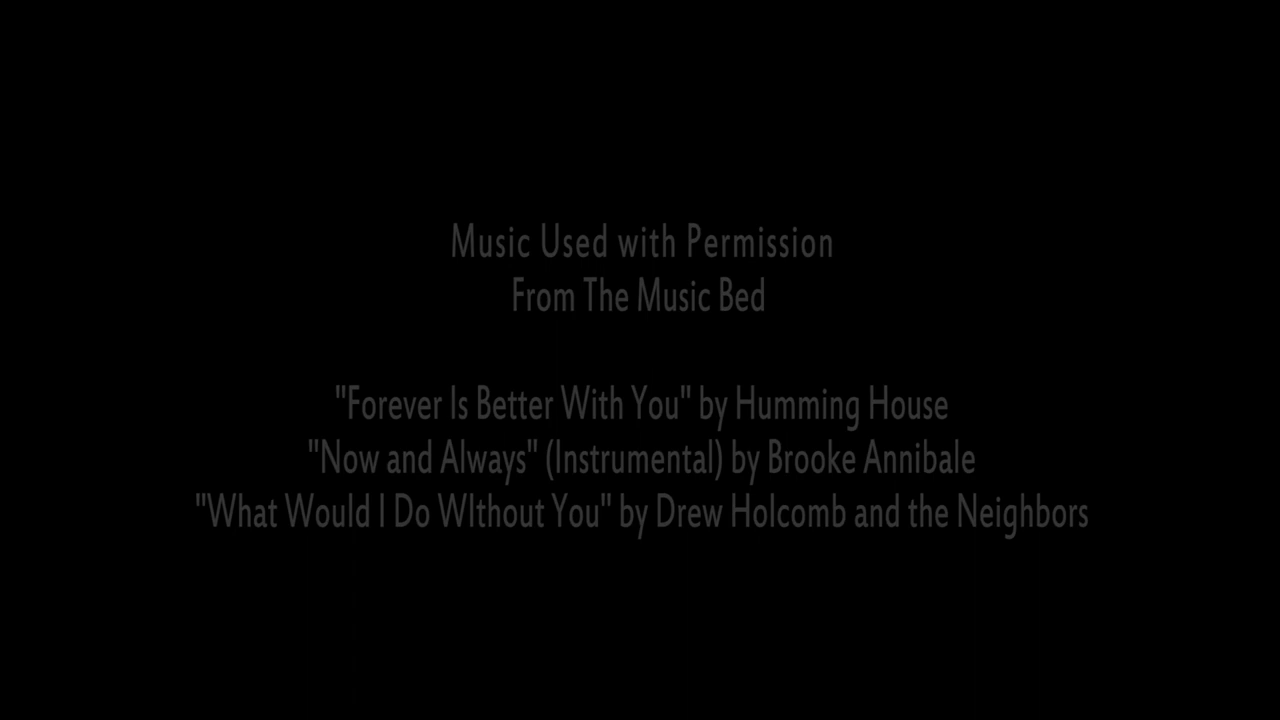 Music Used with Permission
From The Music Bed
"Forever Is Better With You" by Humming House
"Now and Always" (Instrumental) by Brooke Annibale
"What Would I Do WIthout You" by Drew Holcomb and the Neighbors